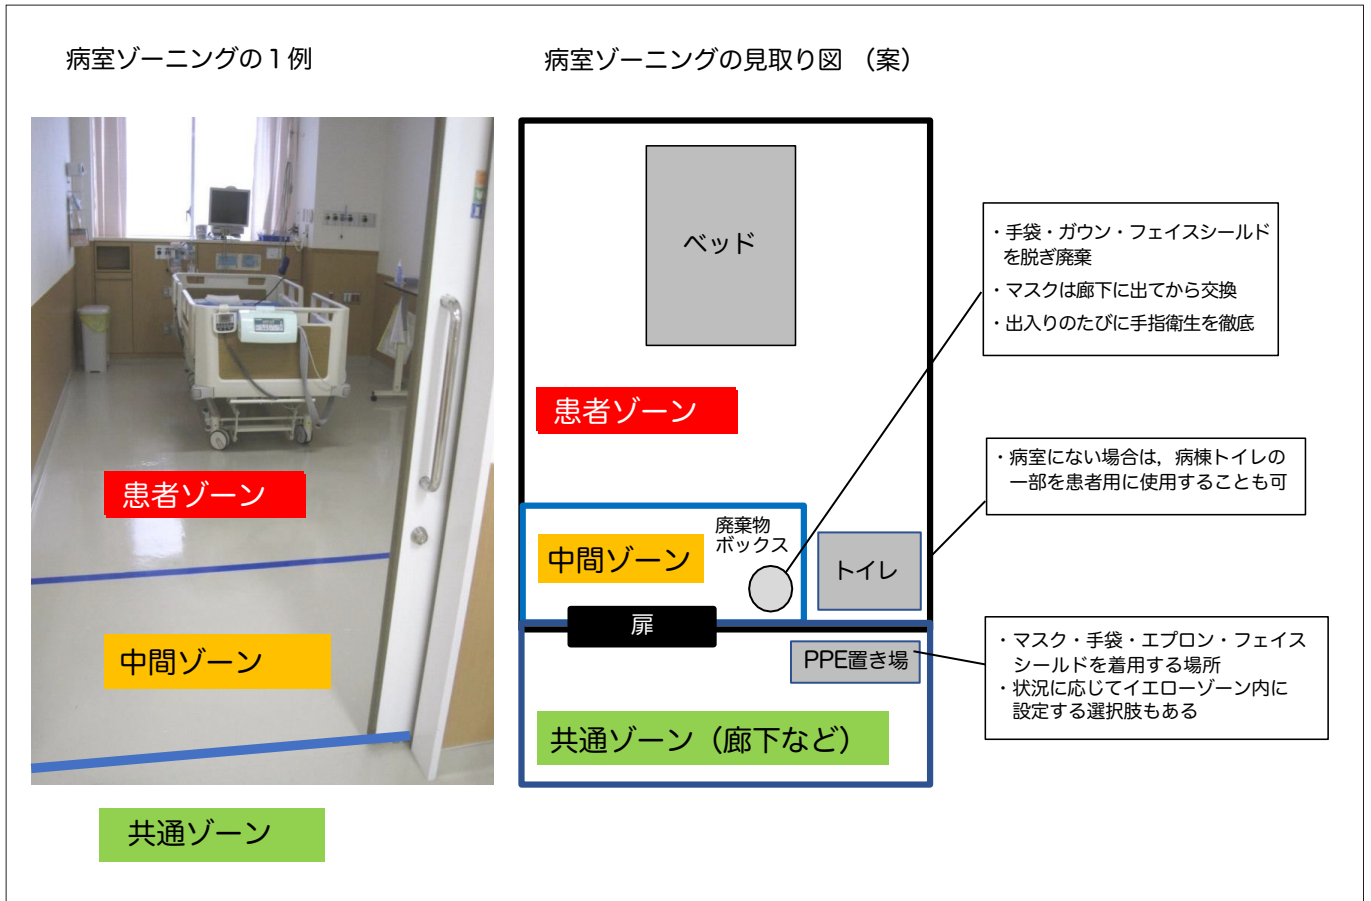 病室ゾーニングの１例
患者ゾーン
中間ゾーン
共通ゾーン
病室ゾーニングの見取り図 （案）
ベッド
患者ゾーン
中間ゾーン
廃棄物
ボックス
トイレ
扉
PPE置き場
共通ゾーン（廊下など）
・手袋・ガウン・フェイスシールド
を脱ぎ廃棄
・マスクは廊下に出てから交換
・出入りのたびに手指衛生を徹底
・病室にない場合は，病棟トイレの
一部を患者用に使用することも可
・マスク・手袋・エプロン・フェイス
シールドを着用する場所
・状況に応じてイエローゾーン内に
設定する選択肢もある